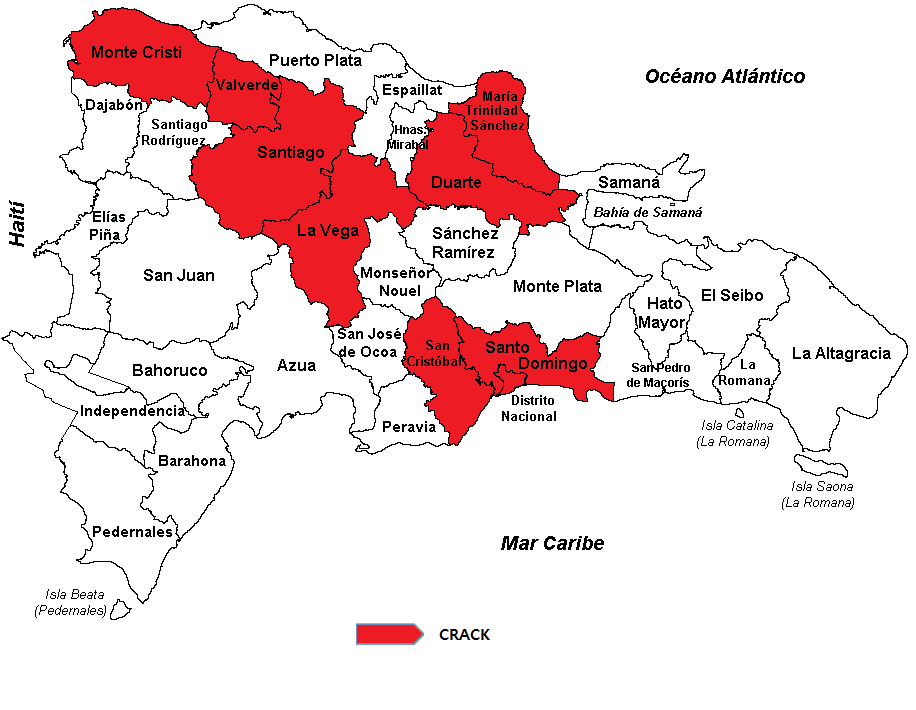 Monte Cristi
Puerto Plata
Océano Atlántico
Valverde
Espaillat
Dajabón
María
Trinidad
Sánchez
Santiago
Rodríguez
Hnas.
Mirabal
Santiago
Duarte
Samaná
Bahía de Samaná
Haití
Elías
Piña
La Vega
Sánchez
Ramírez
San Juan
Monseñor
Nouel
Monte Plata
El Seibo
Hato
Mayor
San José
de Ocoa
San
Cristóbal
Santo
Domingo
La Altagracia
Azua
Bahoruco
San Pedro
de Macorís
La
Romana
Independencia
Distrito
Nacional
Peravia
Isla Catalina
(La Romana)
Barahona
Isla Saona
(La Romana)
Pedernales
Mar Caribe
Isla Beata
(Pedernales)
CRACK